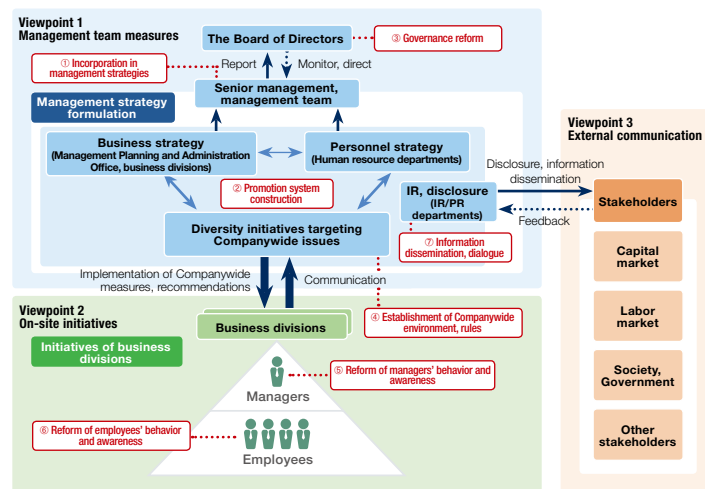 Viewpoint 1
Management team measures
The Board of Directors
③ Governance reform
① Incorporation in
management strategies
Report
Monitor, direct
Senior management,
management team
Management strategy
formulation
Business strategy
(Management Planning and Administration
Office, business divisions)
Personnel strategy
(Human resource departments)
② Promotion system
construction
IR, disclosure
(IR/PR
departments)
Diversity initiatives targeting
Companywide issues
⑦ Information
dissemination, dialogue
Implementation of Companywide
measures, recommendations
Communication
④ Establishment of Companywide
environment, rules
Viewpoint 2
On-site initiatives
Initiatives of business
divisions
Business divisions
⑤ Reform of managers' behavior and
awareness
Managers
⑥ Reform of employees' behavior
and awareness
Employees
Viewpoint 3
External communication
Disclosure, information
dissemination
Feedback
Stakeholders
Capital
market
Labor
market
Society,
Government
Other
stakeholders